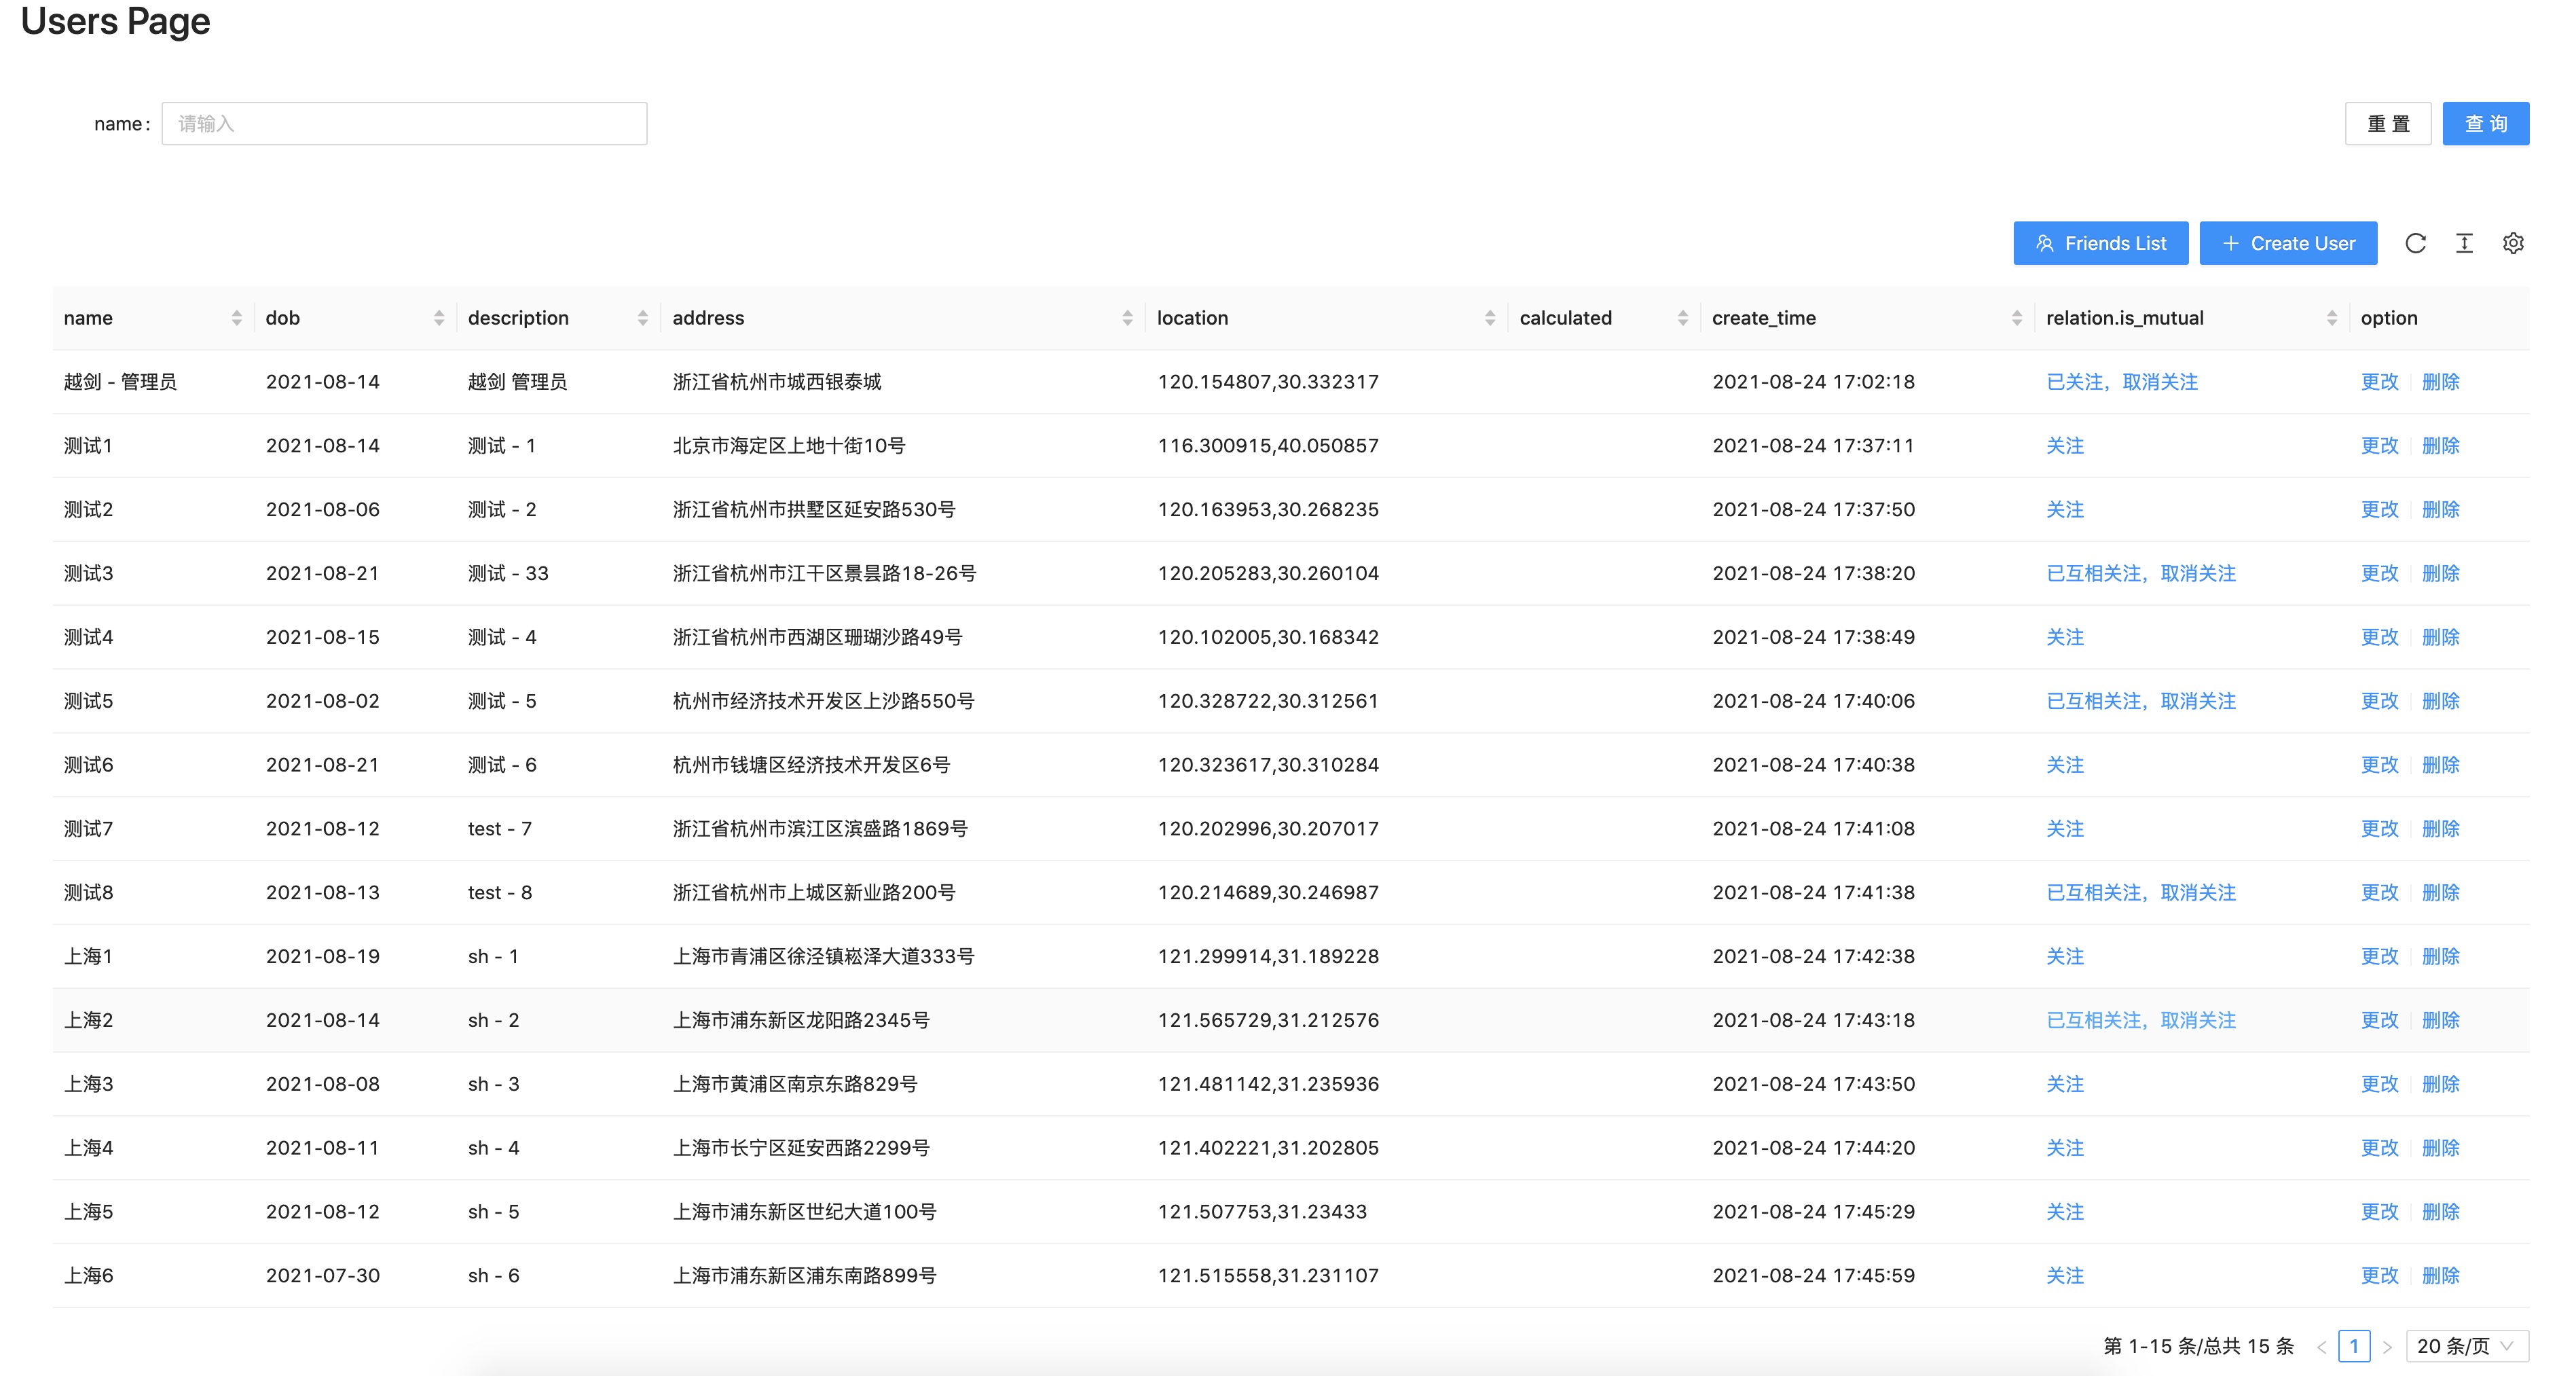 Users Page
name: 请输入 重 置 查 询
Friends List + Create User
name dob description address location calculated create_time relation.is_mutual option
越剑 - 管理员 2021-08-14 越剑 管理员 浙江省杭州市城西银泰城 120.154807,30.332317 2021-08-24 17:02:18 已关注，取消关注 更改 删除
测试1 2021-08-14 测试 - 1 北京市海定区上地十街10号 116.300915,40.050857 2021-08-24 17:37:11 关注 更改 删除
测试2 2021-08-06 测试 - 2 浙江省杭州市拱墅区延安路530号 120.163953,30.268235 2021-08-24 17:37:50 关注 更改 删除
测试3 2021-08-21 测试 - 33 浙江省杭州市江干区景昙路18-26号 120.205283,30.260104 2021-08-24 17:38:20 已互相关注，取消关注 更改 删除
测试4 2021-08-15 测试 - 4 浙江省杭州市西湖区珊瑚沙路49号 120.102005,30.168342 2021-08-24 17:38:49 关注 更改 删除
测试5 2021-08-02 测试 - 5 杭州市经济技术开发区上沙路550号 120.328722,30.312561 2021-08-24 17:40:06 已互相关注，取消关注 更改 删除
测试6 2021-08-21 测试 - 6 杭州市钱塘区经济技术开发区6号 120.323617,30.310284 2021-08-24 17:40:38 关注 更改 删除
测试7 2021-08-12 test - 7 浙江省杭州市滨江区滨盛路1869号 120.202996,30.207017 2021-08-24 17:41:08 关注 更改 删除
测试8 2021-08-13 test - 8 浙江省杭州市上城区新业路200号 120.214689,30.246987 2021-08-24 17:41:38 已互相关注，取消关注 更改 删除
上海1 2021-08-19 sh - 1 上海市青浦区徐泾镇崧泽大道333号 121.299914,31.189228 2021-08-24 17:42:38 关注 更改 删除
上海2 2021-08-14 sh - 2 上海市浦东新区龙阳路2345号 121.565729,31.212576 2021-08-24 17:43:18 已互相关注，取消关注 更改 删除
上海3 2021-08-08 sh - 3 上海市黄浦区南京东路829号 121.481142,31.235936 2021-08-24 17:43:50 关注 更改 删除
上海4 2021-08-11 sh - 4 上海市长宁区延安西路2299号 121.402221,31.202805 2021-08-24 17:44:20 关注 更改 删除
上海5 2021-08-12 sh - 5 上海市浦东新区世纪大道100号 121.507753,31.23433 2021-08-24 17:45:29 关注 更改 删除
上海6 2021-07-30 sh - 6 上海市浦东新区浦东南路899号 121.515558,31.231107 2021-08-24 17:45:59 关注 更改 删除
第 1-15 条/总共 15 条 < 1 > 20 条/页